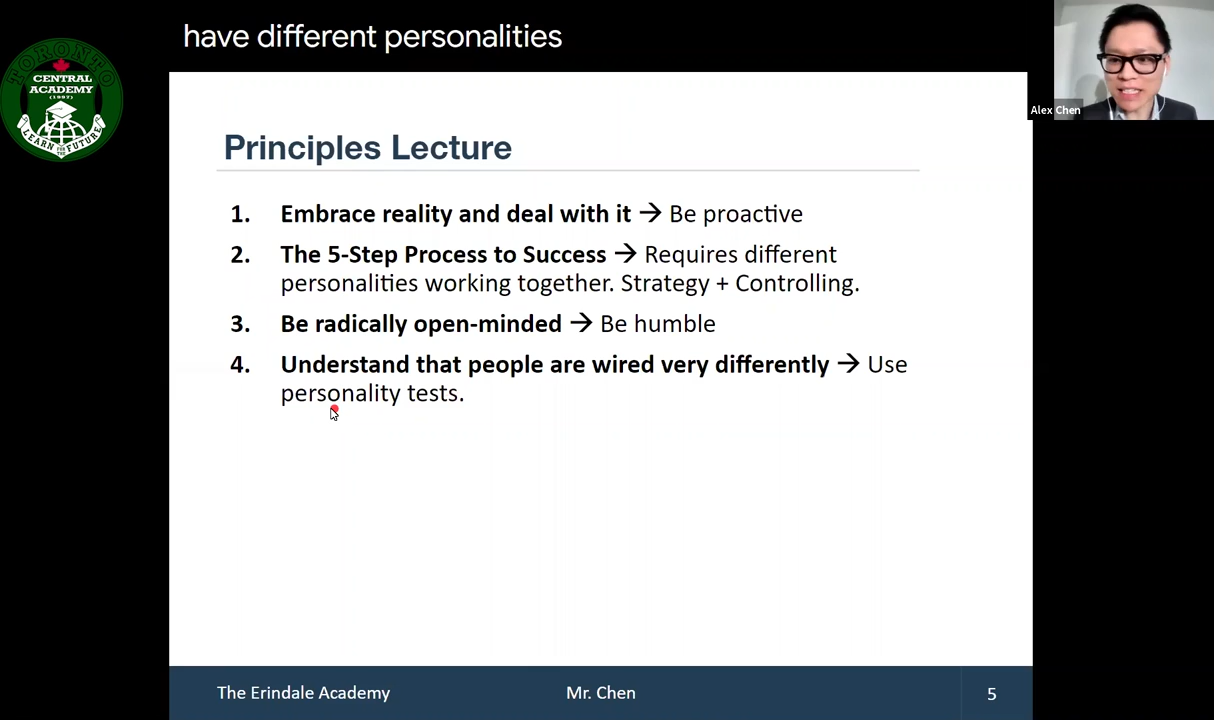 have different personalities
TORONTO
CENTRAL
ACADEMY
(1997)
LEARN FOR THE FUTURE
Alex Chen
Principles Lecture
1. Embrace reality and deal with it → Be proactive
2. The 5-Step Process to Success → Requires different
personalities working together. Strategy + Controlling.
3. Be radically open-minded → Be humble
4. Understand that people are wired very differently → Use
personality tests.
The Erindale Academy
Mr. Chen
5